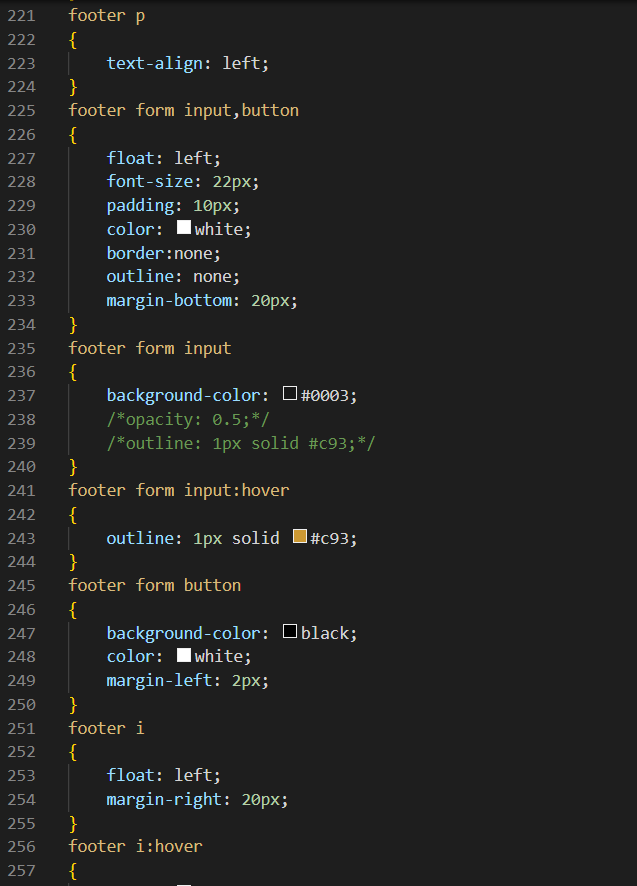 221 footer p
222 {
223     text-align: left;
224 }
225 footer form input,button
226 {
227     float: left;
228     font-size: 22px;
229     padding: 10px;
230     color: white;
231     border:none;
232     outline: none;
233     margin-bottom: 20px;
234 }
235 footer form input
236 {
237     background-color: #0003;
238     /*opacity: 0.5;*/
239     /*outline: 1px solid #c93;*/
240 }
241 footer form input:hover
242 {
243     outline: 1px solid #c93;
244 }
245 footer form button
246 {
247     background-color: black;
248     color: white;
249     margin-left: 2px;
250 }
251 footer i
252 {
253     float: left;
254     margin-right: 20px;
255 }
256 footer i:hover
257 {